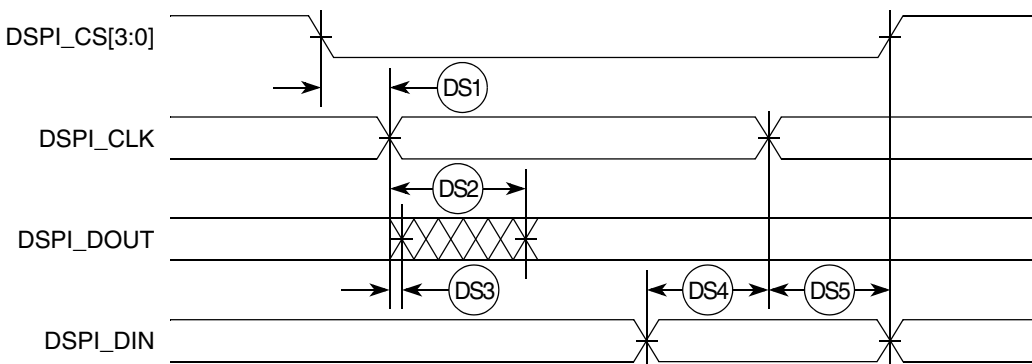 DSPI_CS[3:0]
DS1
DSPI_CLK
DS2
DSPI_DOUT
DS3
DS4
DS5
DSPI_DIN